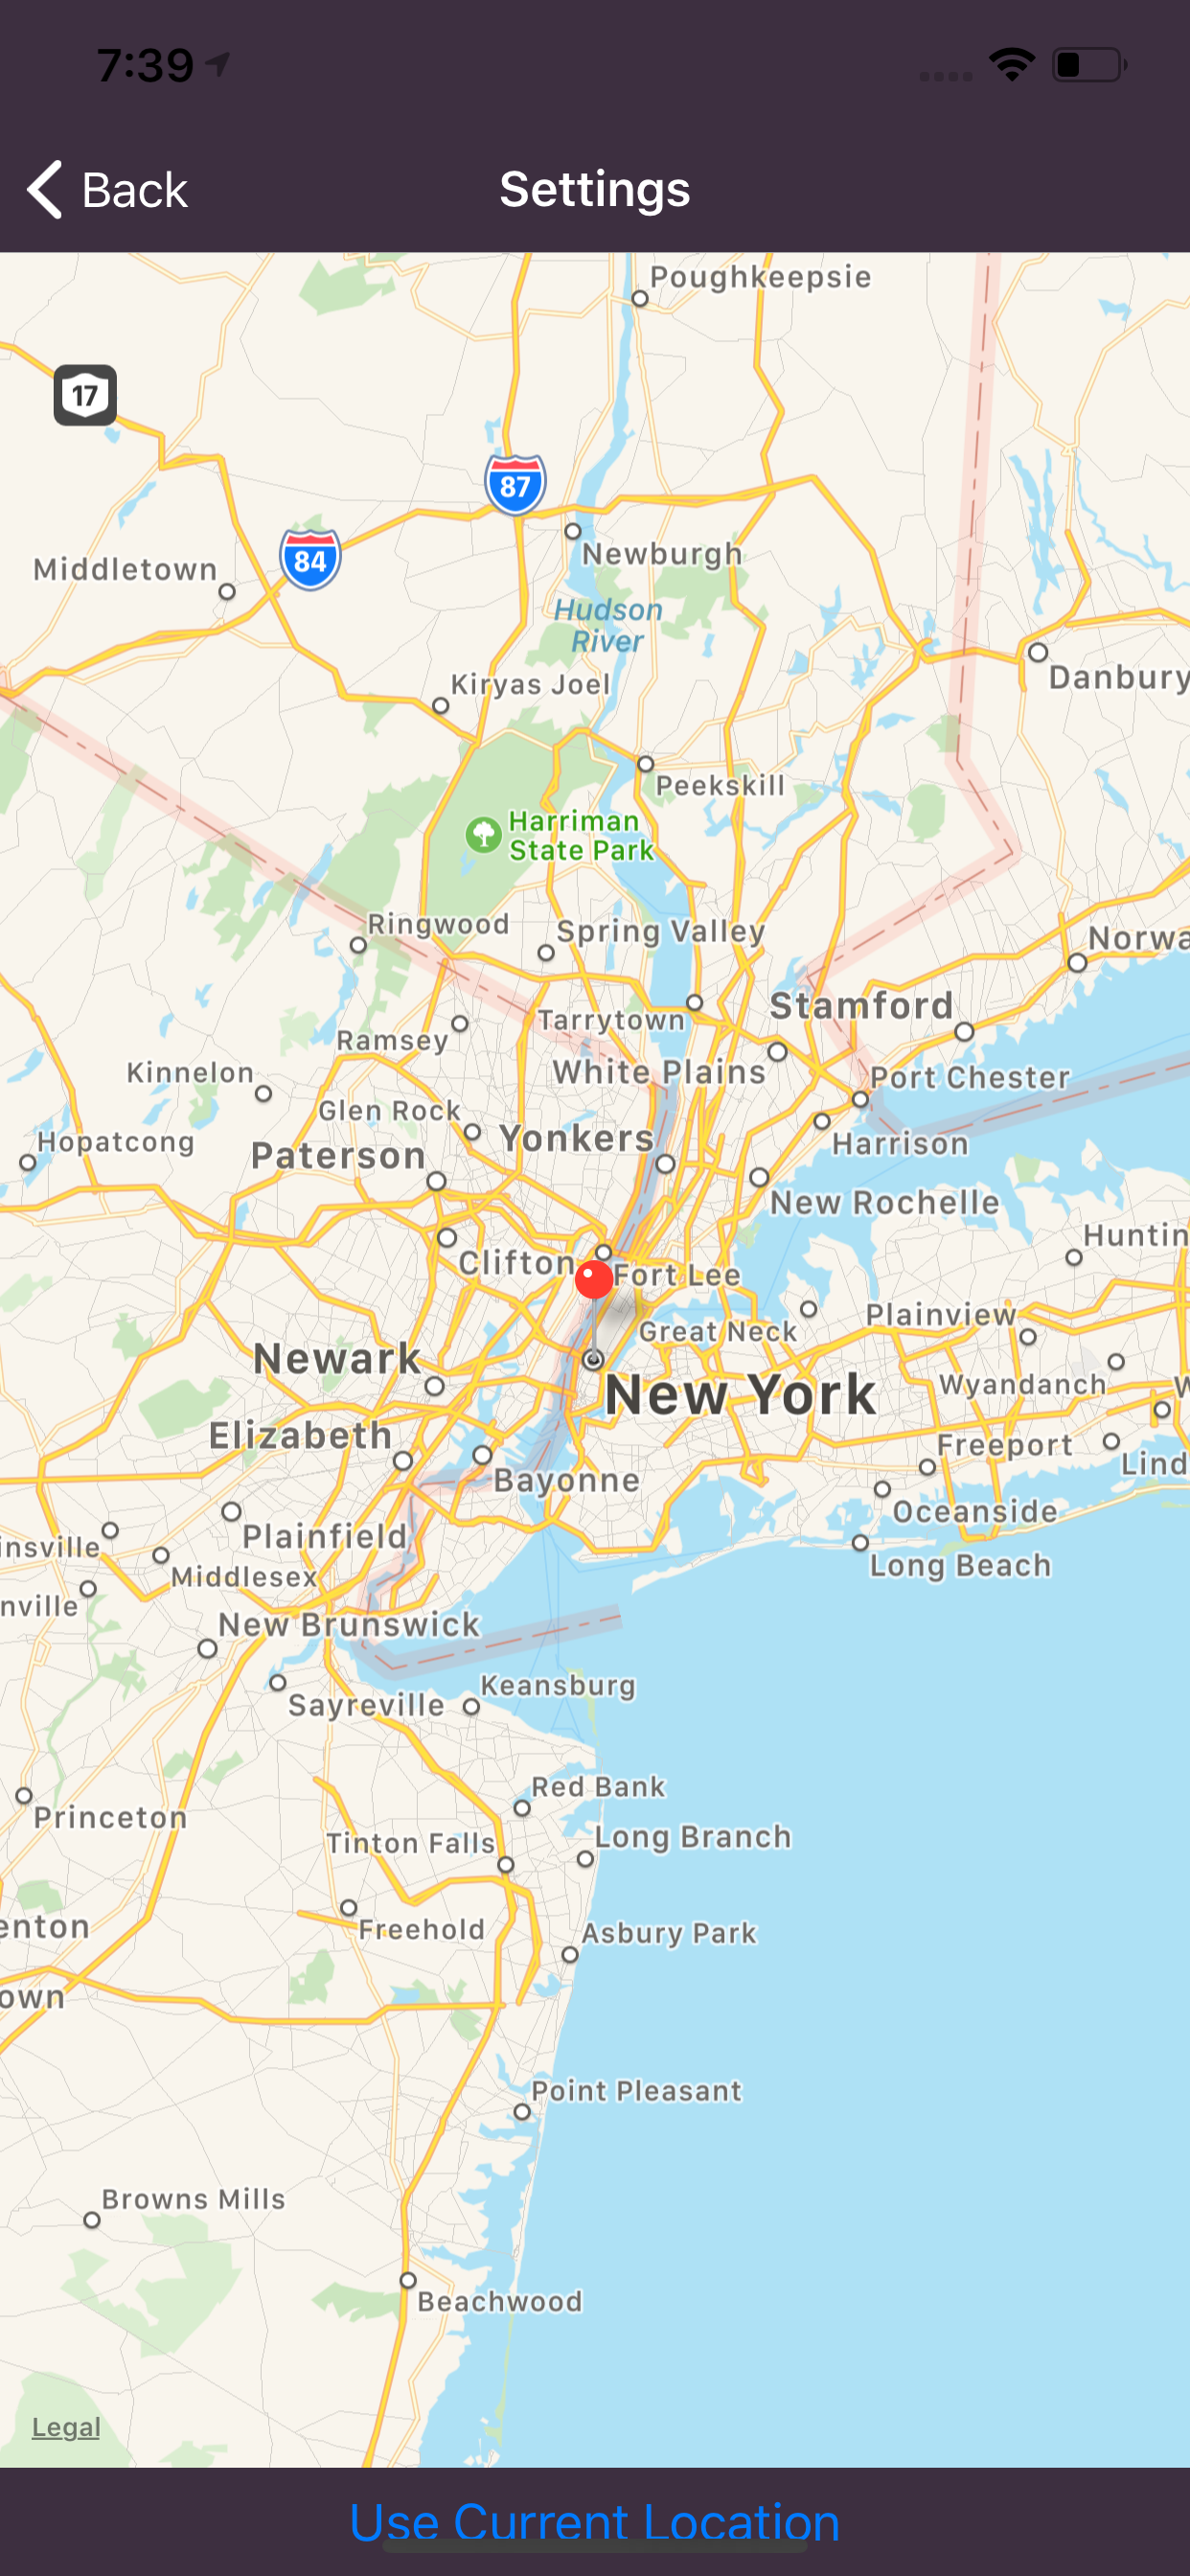 7:39
Back
Settings
Poughkeepsie
17
87
84
Newburgh
Middletown
Hudson
River
Kiryas Joel
Danbury
Peekskill
Harriman
State Park
Ringwood
Spring Valley
Norwa
Stamford
Tarrytown
Ramsey
White Plains
Kinnelon
Port Chester
Glen Rock
Yonkers
Hopatcong
Harrison
Paterson
New Rochelle
Huntin
Clifton
Fort Lee
Plainview
Great Neck
Newark
Wyandanch
W
New York
Elizabeth
Freeport
Lind
Bayonne
Oceanside
Plainfield
insville
Long Beach
Middlesex
nville
New Brunswick
Keansburg
Sayreville
Red Bank
Princeton
Long Branch
Tinton Falls
enton
Freehold
Asbury Park
own
Point Pleasant
Browns Mills
Beachwood
Legal
Use Current Location